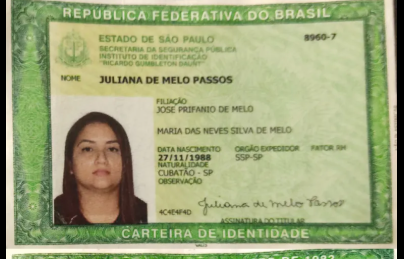 REPÚBLICA FEDERATIVA DO BRASIL
ESTADO DE SÃO PAULO
8960-7
SECRETARIA DA SEGURANÇA PÚBLICA
INSTITUTO DE IDENTIFICAÇÃO
"RICARDO GUMBLETON DAUNT"
NOME JULIANA DE MELO PASSOS
FILIAÇÃO
JOSE PRIFANIO DE MELO
MARIA DAS NEVES SILVA DE MELO
DATA NASCIMENTO ORGÃO EXPEDIDOR FATOR RH
27/11/1988 SSP-SP
NATURALIDADE
CUBATÃO - SP
OBSERVAÇÃO
4C4E4F4D
Juliana de Melo Passos
ASSINATURA DO TITULAR
CARTEIRA DE IDENTIDADE